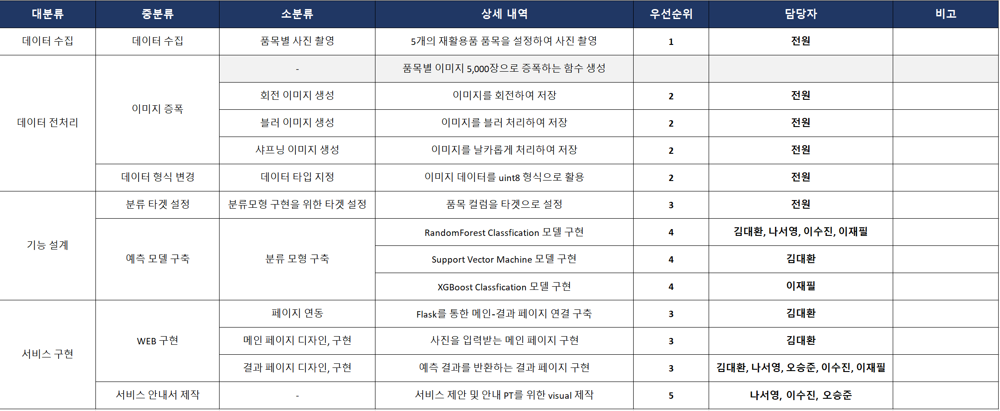 대분류 중분류 소분류 상세 내역 우선순위 담당자 비고
데이터 수집 데이터 수집 품목별 사진 촬영 5개의 재활용품 품목을 설정하여 사진 촬영 1 전원
데이터 전처리 이미지 증폭 - 품목별 이미지 5,000장으로 증폭하는 함수 생성
회전 이미지 생성 이미지를 회전하여 저장 2 전원
블러 이미지 생성 이미지를 블러 처리하여 저장 2 전원
샤프닝 이미지 생성 이미지를 날카롭게 처리하여 저장 2 전원
데이터 형식 변경 데이터 타입 지정 이미지 데이터를 uint8 형식으로 활용 2 전원
기능 설계 분류 타겟 설정 분류모형 구현을 위한 타겟 설정 품목 컬럼을 타겟으로 설정 3 전원
예측 모델 구축 분류 모형 구축 RandomForest Classfication 모델 구현 4 김대환, 나서영, 이수진, 이재필
Support Vector Machine 모델 구현 4 김대환
XGBoost Classfication 모델 구현 4 이재필
서비스 구현 WEB 구현 페이지 연동 Flask를 통한 메인-결과 페이지 연결 구축 3 김대환
메인 페이지 디자인, 구현 사진을 입력받는 메인 페이지 구현 3 김대환
결과 페이지 디자인, 구현 예측 결과를 반환하는 결과 페이지 구현 3 김대환, 나서영, 오승준, 이수진, 이재필
서비스 안내서 제작 - 서비스 제안 및 안내 PT를 위한 visual 제작 5 나서영, 이수진, 오승준